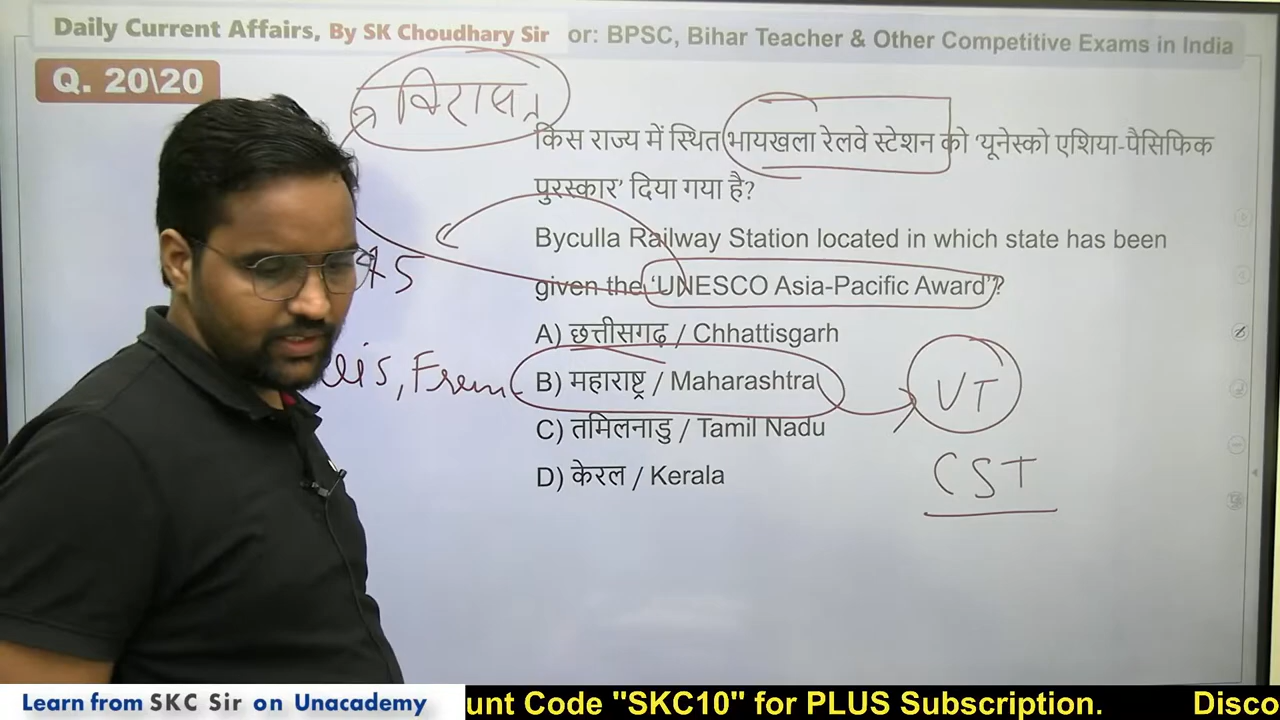 Daily Current Affairs, By SK Choudhary Sir or: BPSC, Bihar Teacher & Other Competitive Exams in India
Q. 20\20
विरासत
किस राज्य में स्थित भायखला रेलवे स्टेशन को 'यूनेस्को एशिया-पैसिफिक
पुरस्कार' दिया गया है?
Byculla Railway Station located in which state has been
given the 'UNESCO Asia-Pacific Award'?
45
A) छत्तीसगढ़ / Chhattisgarh
B) महाराष्ट्र / Maharashtra
VT
C) तमिलनाडु / Tamil Nadu
CST
D) केरल / Kerala
Learn from SKC Sir on Unacademy
unt Code "SKC10" for PLUS Subscription. Disco